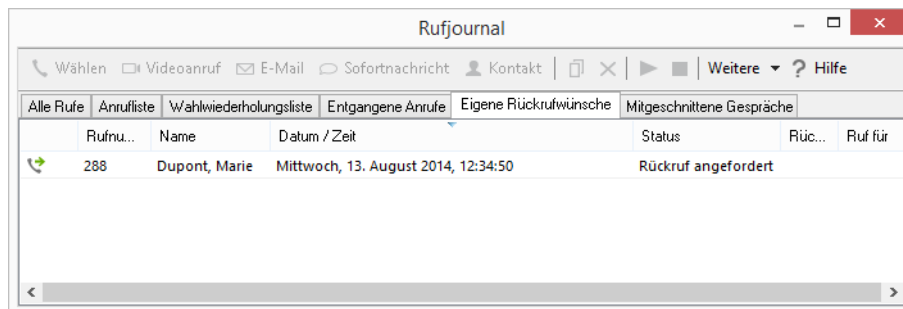 Rufjournal
Wählen Videoanruf E-Mail Sofortnachricht Kontakt Weitere ? Hilfe
Alle Rufe Anrufliste Wahlwiederholungsliste Entgangene Anrufe Eigene Rückrufwünsche Mitgeschnittene Gespräche
Rufnu... Name Datum / Zeit Status Rüc... Ruf für
288 Dupont, Marie Mittwoch, 13. August 2014, 12:34:50 Rückruf angefordert